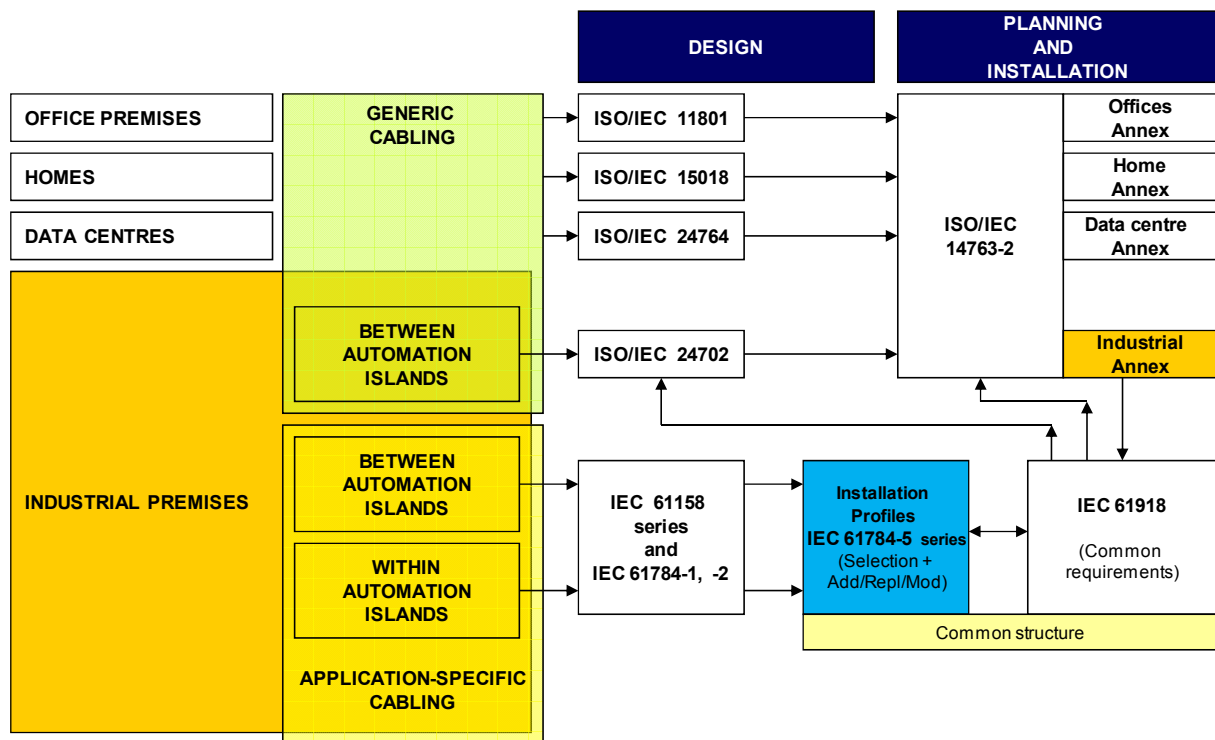 DESIGN
PLANNING
AND
INSTALLATION
OFFICE PREMISES
HOMES
DATA CENTRES
INDUSTRIAL PREMISES
GENERIC
CABLING
BETWEEN
AUTOMATION
ISLANDS
BETWEEN
AUTOMATION
ISLANDS
WITHIN
AUTOMATION
ISLANDS
APPLICATION-SPECIFIC
CABLING
ISO/IEC 11801
ISO/IEC 15018
ISO/IEC 24764
ISO/IEC 24702
IEC 61158
series
and
IEC 61784-1, -2
ISO/IEC
14763-2
Offices
Annex
Home
Annex
Data centre
Annex
Industrial
Annex
Installation
Profiles
IEC 61784-5 series
(Selection +
Add/Repl/Mod)
IEC 61918
(Common
requirements)
Common structure